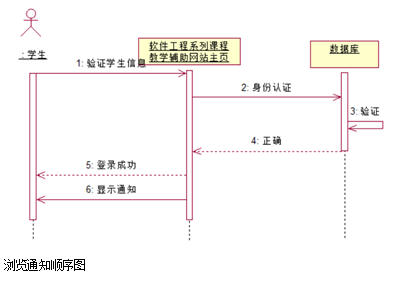 : 学生
软件工程系列课程
教学辅助网站主页
数据库
1: 验证学生信息
2: 身份认证
3: 验证
4: 正确
5: 登录成功
6: 显示通知
浏览通知顺序图